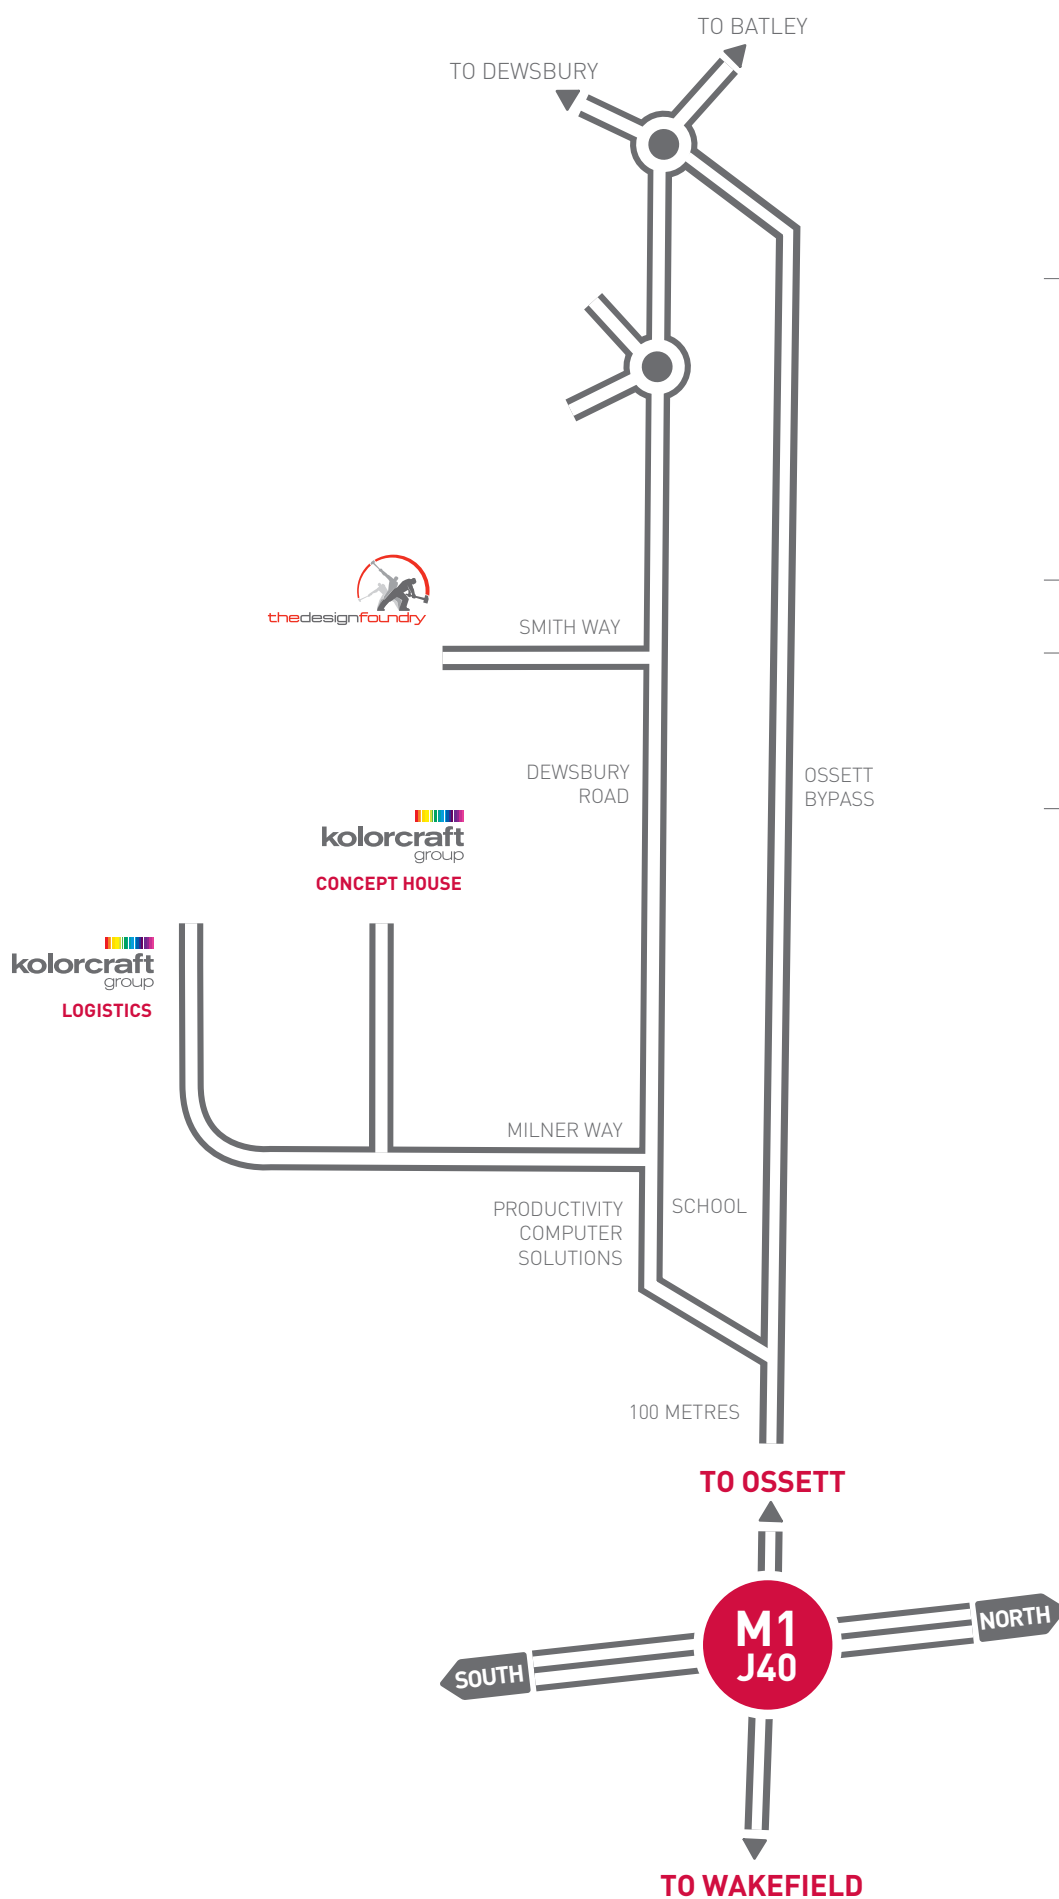 TO BATLEY
TO DEWSBURY
thedesignfoundry
SMITH WAY
DEWSBURY
ROAD
OSSETT
BYPASS
kolorcraft
group
CONCEPT HOUSE
kolorcraft
group
LOGISTICS
MILNER WAY
PRODUCTIVITY
COMPUTER
SOLUTIONS
SCHOOL
100 METRES
TO OSSETT
M1
J40
NORTH
SOUTH
TO WAKEFIELD